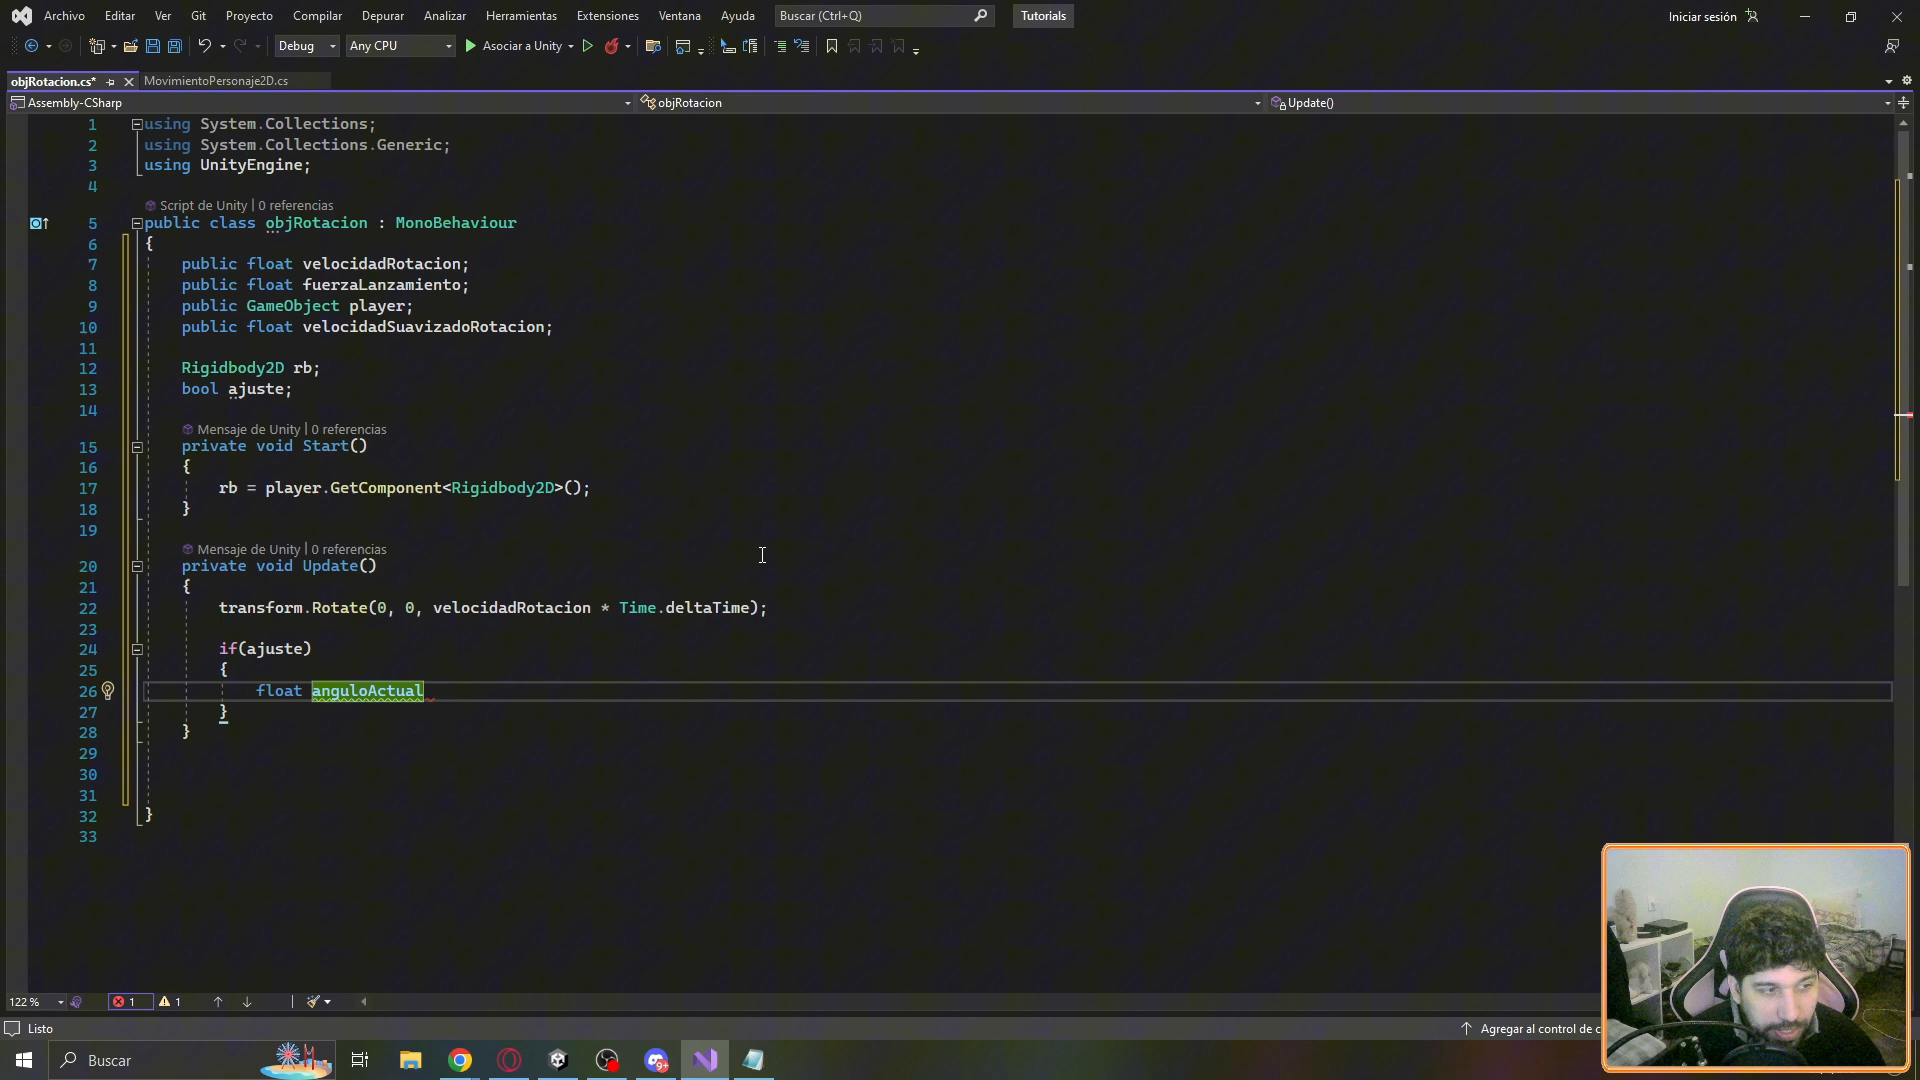 Archivo Editar Ver Git Proyecto Compilar Depurar Analizar Herramientas Extensiones Ventana Ayuda Buscar (Ctrl+Q) Tutorials Iniciar sesión
Debug Any CPU Asociar a Unity
objRotacion.cs* MovimientoPersonaje2D.cs
Assembly-CSharp objRotacion Update()
1 using System.Collections;
2 using System.Collections.Generic;
3 using UnityEngine;
4
Script de Unity | 0 referencias
5 public class objRotacion : MonoBehaviour
6 {
7 public float velocidadRotacion;
8 public float fuerzaLanzamiento;
9 public GameObject player;
10 public float velocidadSuavizadoRotacion;
11
12 Rigidbody2D rb;
13 bool ajuste;
14
Mensaje de Unity | 0 referencias
15 private void Start()
16 {
17 rb = player.GetComponent<Rigidbody2D>();
18 }
19
Mensaje de Unity | 0 referencias
20 private void Update()
21 {
22 transform.Rotate(0, 0, velocidadRotacion * Time.deltaTime);
23
24 if(ajuste)
25 {
26 float anguloActual
27 }
28 }
29
30
31
32 }
33
122 % 1 1
Listo Agregar al control de c
Buscar 9+